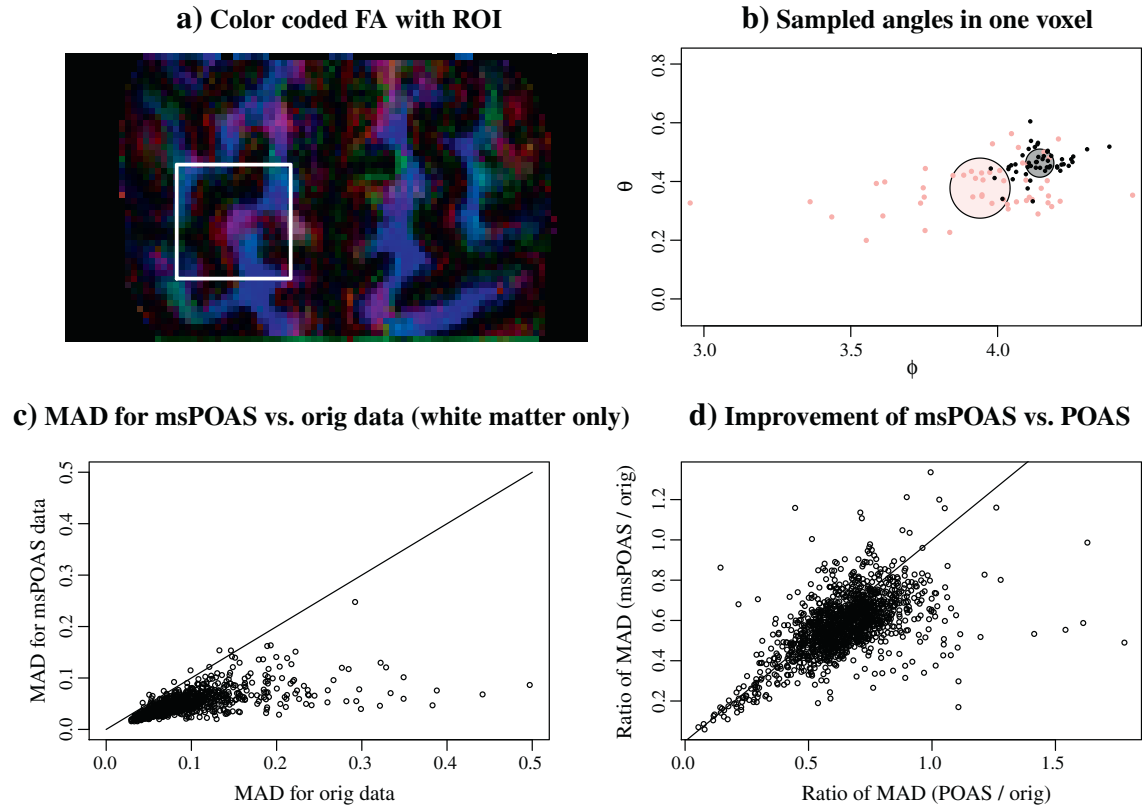 a) Color coded FA with ROI
b) Sampled angles in one voxel
0.8
0.6
0.4
0.2
0.0
θ
3.0 3.5 4.0
ϕ
c) MAD for msPOAS vs. orig data (white matter only)
0.5
0.4
0.3
0.2
0.1
0.0
MAD for msPOAS data
0.0 0.1 0.2 0.3 0.4 0.5
MAD for orig data
d) Improvement of msPOAS vs. POAS
1.2
1.0
0.8
0.6
0.4
0.2
Ratio of MAD (msPOAS / orig)
0.0 0.5 1.0 1.5
Ratio of MAD (POAS / orig)